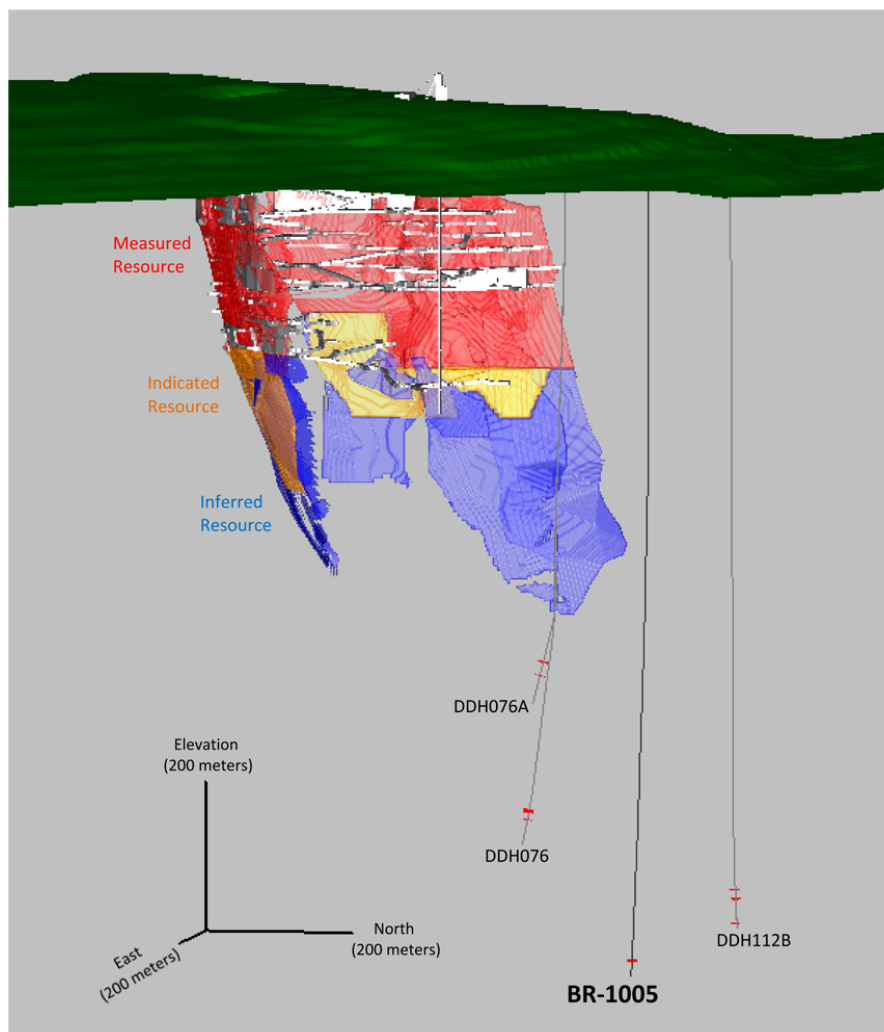 Measured
Resource
Indicated
Resource
Inferred
Resource
DDH076A
Elevation
(200 meters)
DDH076
North
(200 meters)
East
(200 meters)
DDH112B
BR-1005